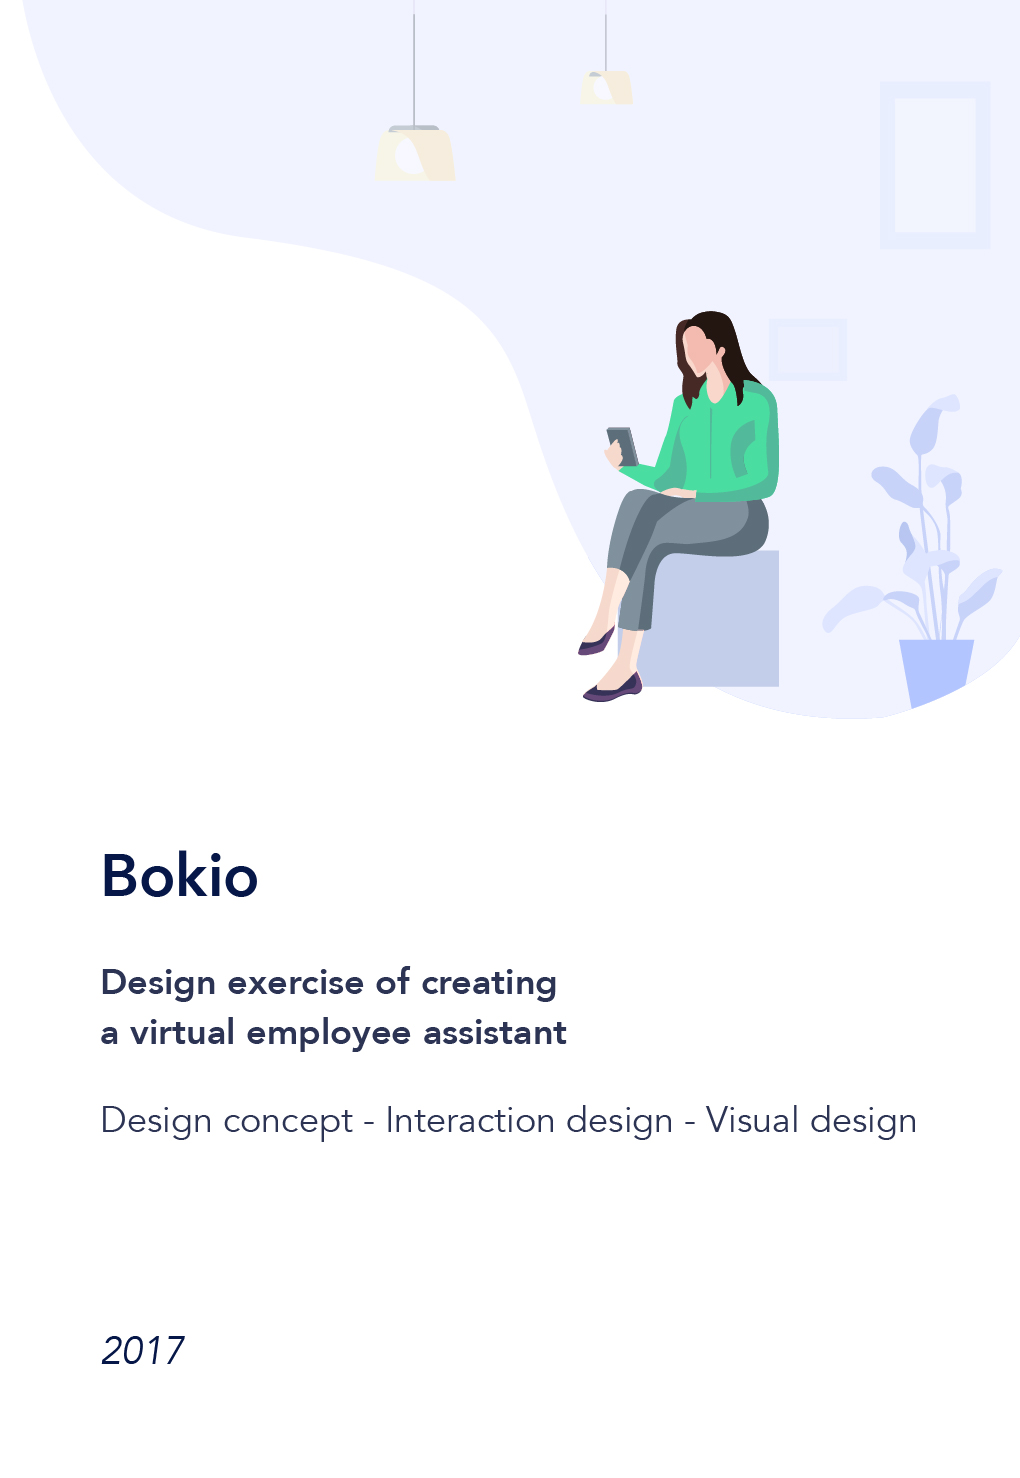 Bokio
Design exercise of creating
a virtual employee assistant
Design concept - Interaction design - Visual design
2017